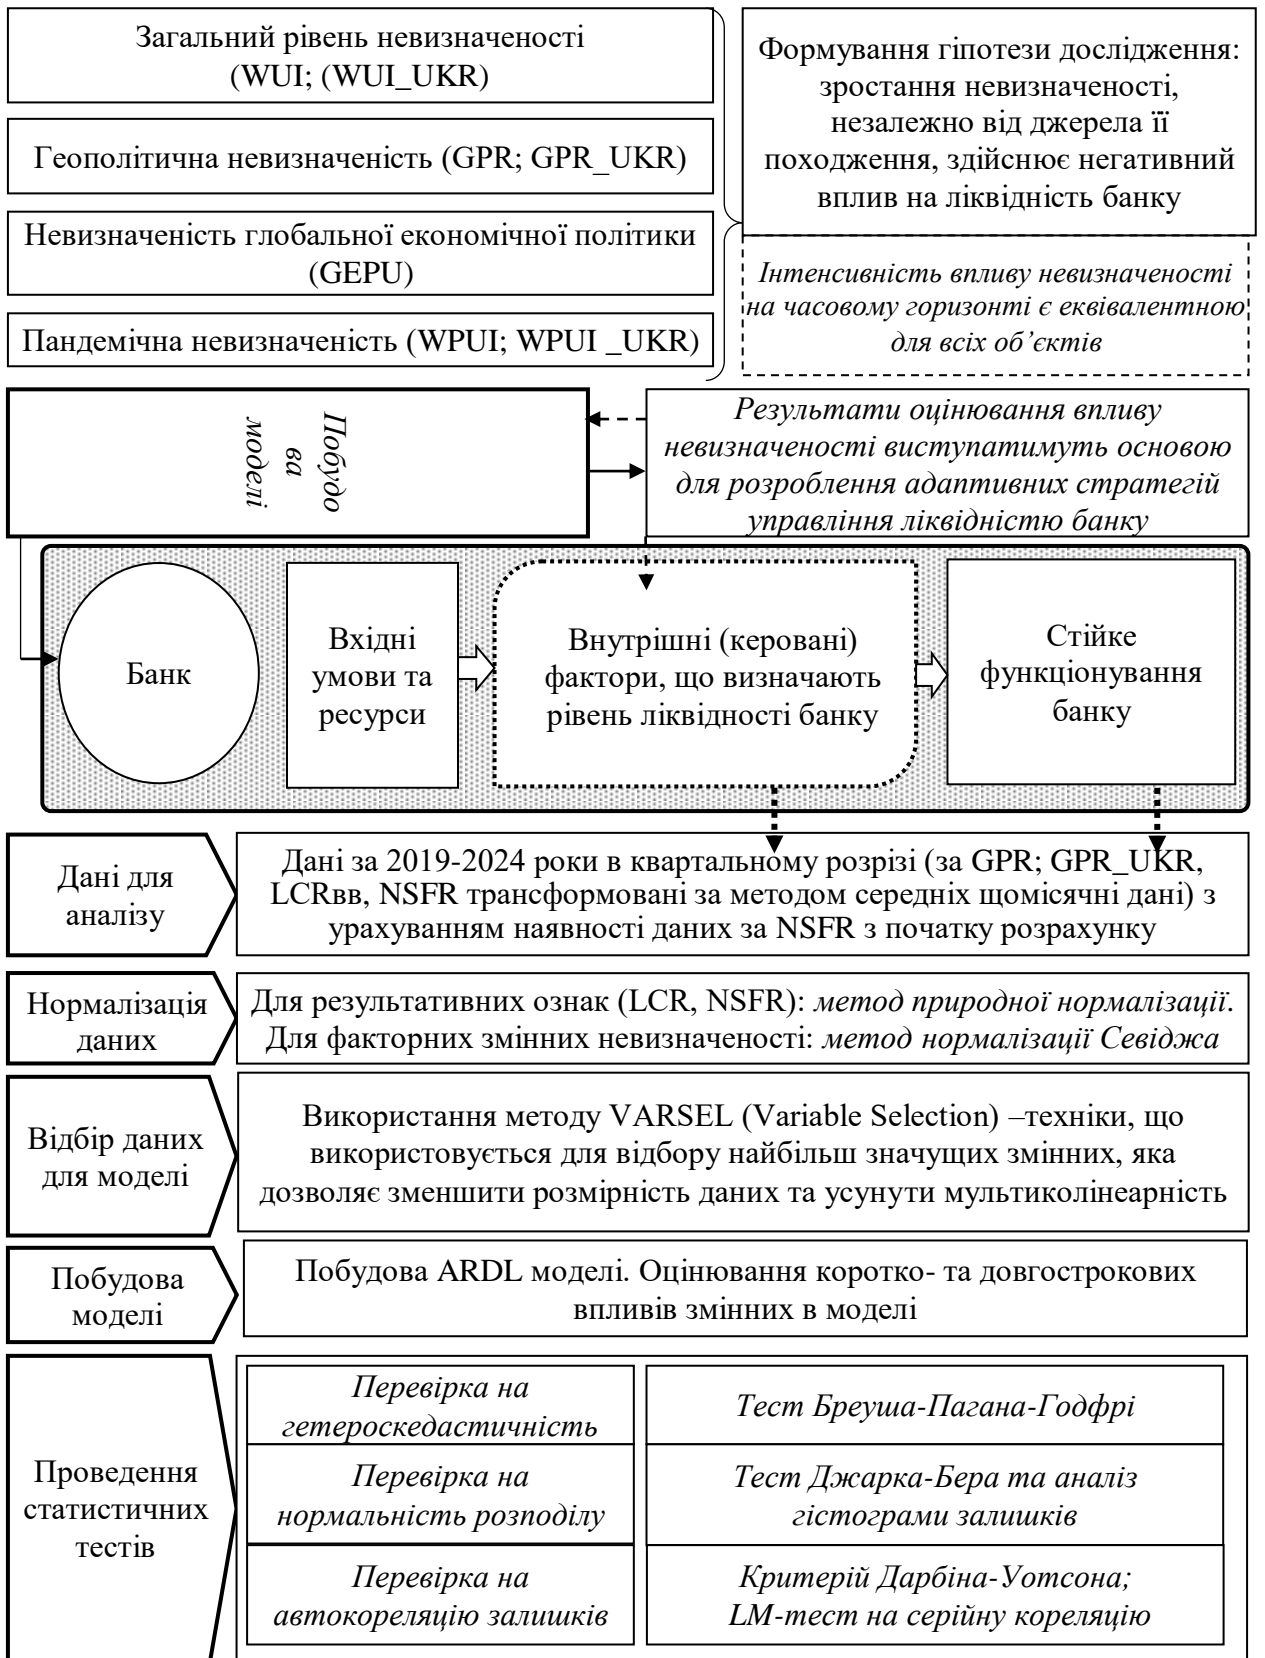 Загальний рівень невизначеності
(WUI; (WUI_UKR)
Геополітична невизначеність (GPR; GPR_UKR)
Невизначеність глобальної економічної політики
(GEPU)
Пандемічна невизначеність (WPUI; WPUI _UKR)
Формування гіпотези дослідження:
зростання невизначеності,
незалежно від джерела її
походження, здійснює негативний
вплив на ліквідність банку
Інтенсивність впливу невизначеності
на часовому горизонті є еквівалентною
для всіх об’єктів
Побудо
ва
моделі
Результати оцінювання впливу
невизначеності виступатимуть основою
для розроблення адаптивних стратегій
управління ліквідністю банку
Банк
Вхідні
умови та
ресурси
Внутрішні (керовані)
фактори, що визначають
рівень ліквідності банку
Стійке
функціонування
банку
Дані для
аналізу
Дані за 2019-2024 роки в квартальному розрізі (за GPR; GPR_UKR,
LCRвв, NSFR трансформовані за методом середніх щомісячні дані) з
урахуванням наявності даних за NSFR з початку розрахунку
Нормалізація
даних
Для результативних ознак (LCR, NSFR): метод природної нормалізації.
Для факторних змінних невизначеності: метод нормалізації Севіджа
Відбір даних
для моделі
Використання методу VARSEL (Variable Selection) –техніки, що
використовується для відбору найбільш значущих змінних, яка
дозволяє зменшити розмірність даних та усунути мультиколінеарність
Побудова
моделі
Побудова ARDL моделі. Оцінювання коротко- та довгострокових
впливів змінних в моделі
Проведення
статистичних
тестів
Перевірка на
гетероскедастичність
Тест Бреуша-Пагана-Годфрі
Перевірка на
нормальність розподілу
Тест Джарка-Бера та аналіз
гістограми залишків
Перевірка на
автокореляцію залишків
Критерій Дарбіна-Уотсона;
LM-тест на серійну кореляцію